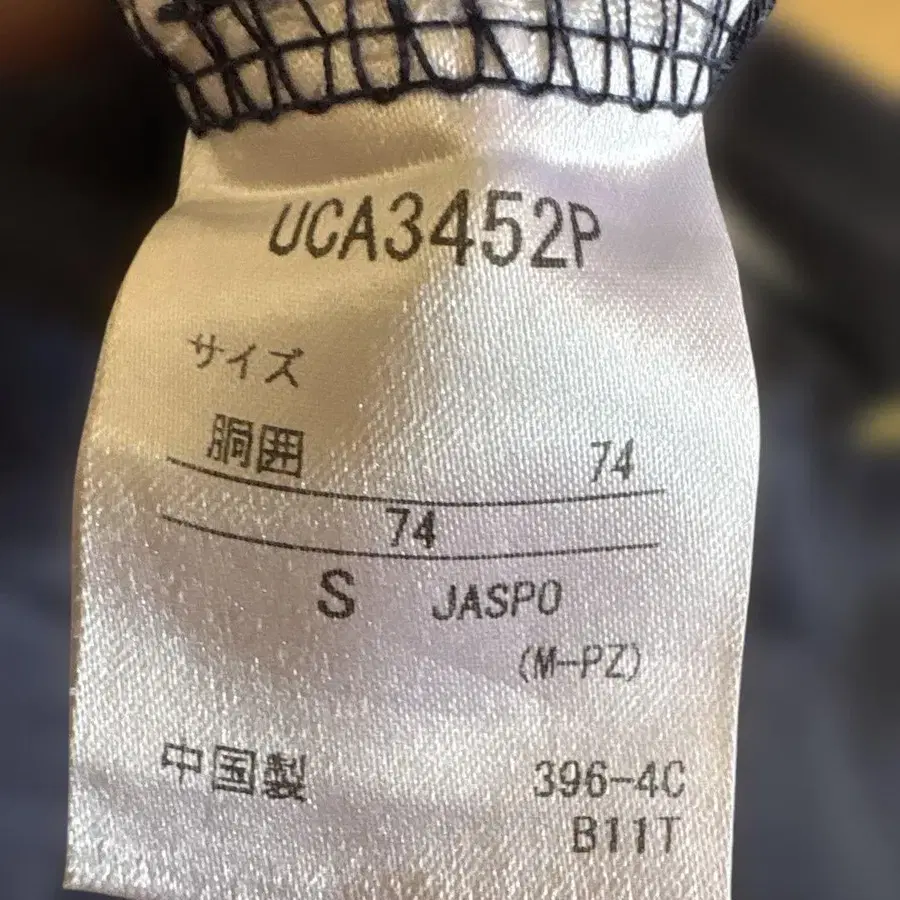 UCA3452P
サイズ
胴囲 74
74
S JASPO
(M-PZ)
中国製 396-4C
B11T